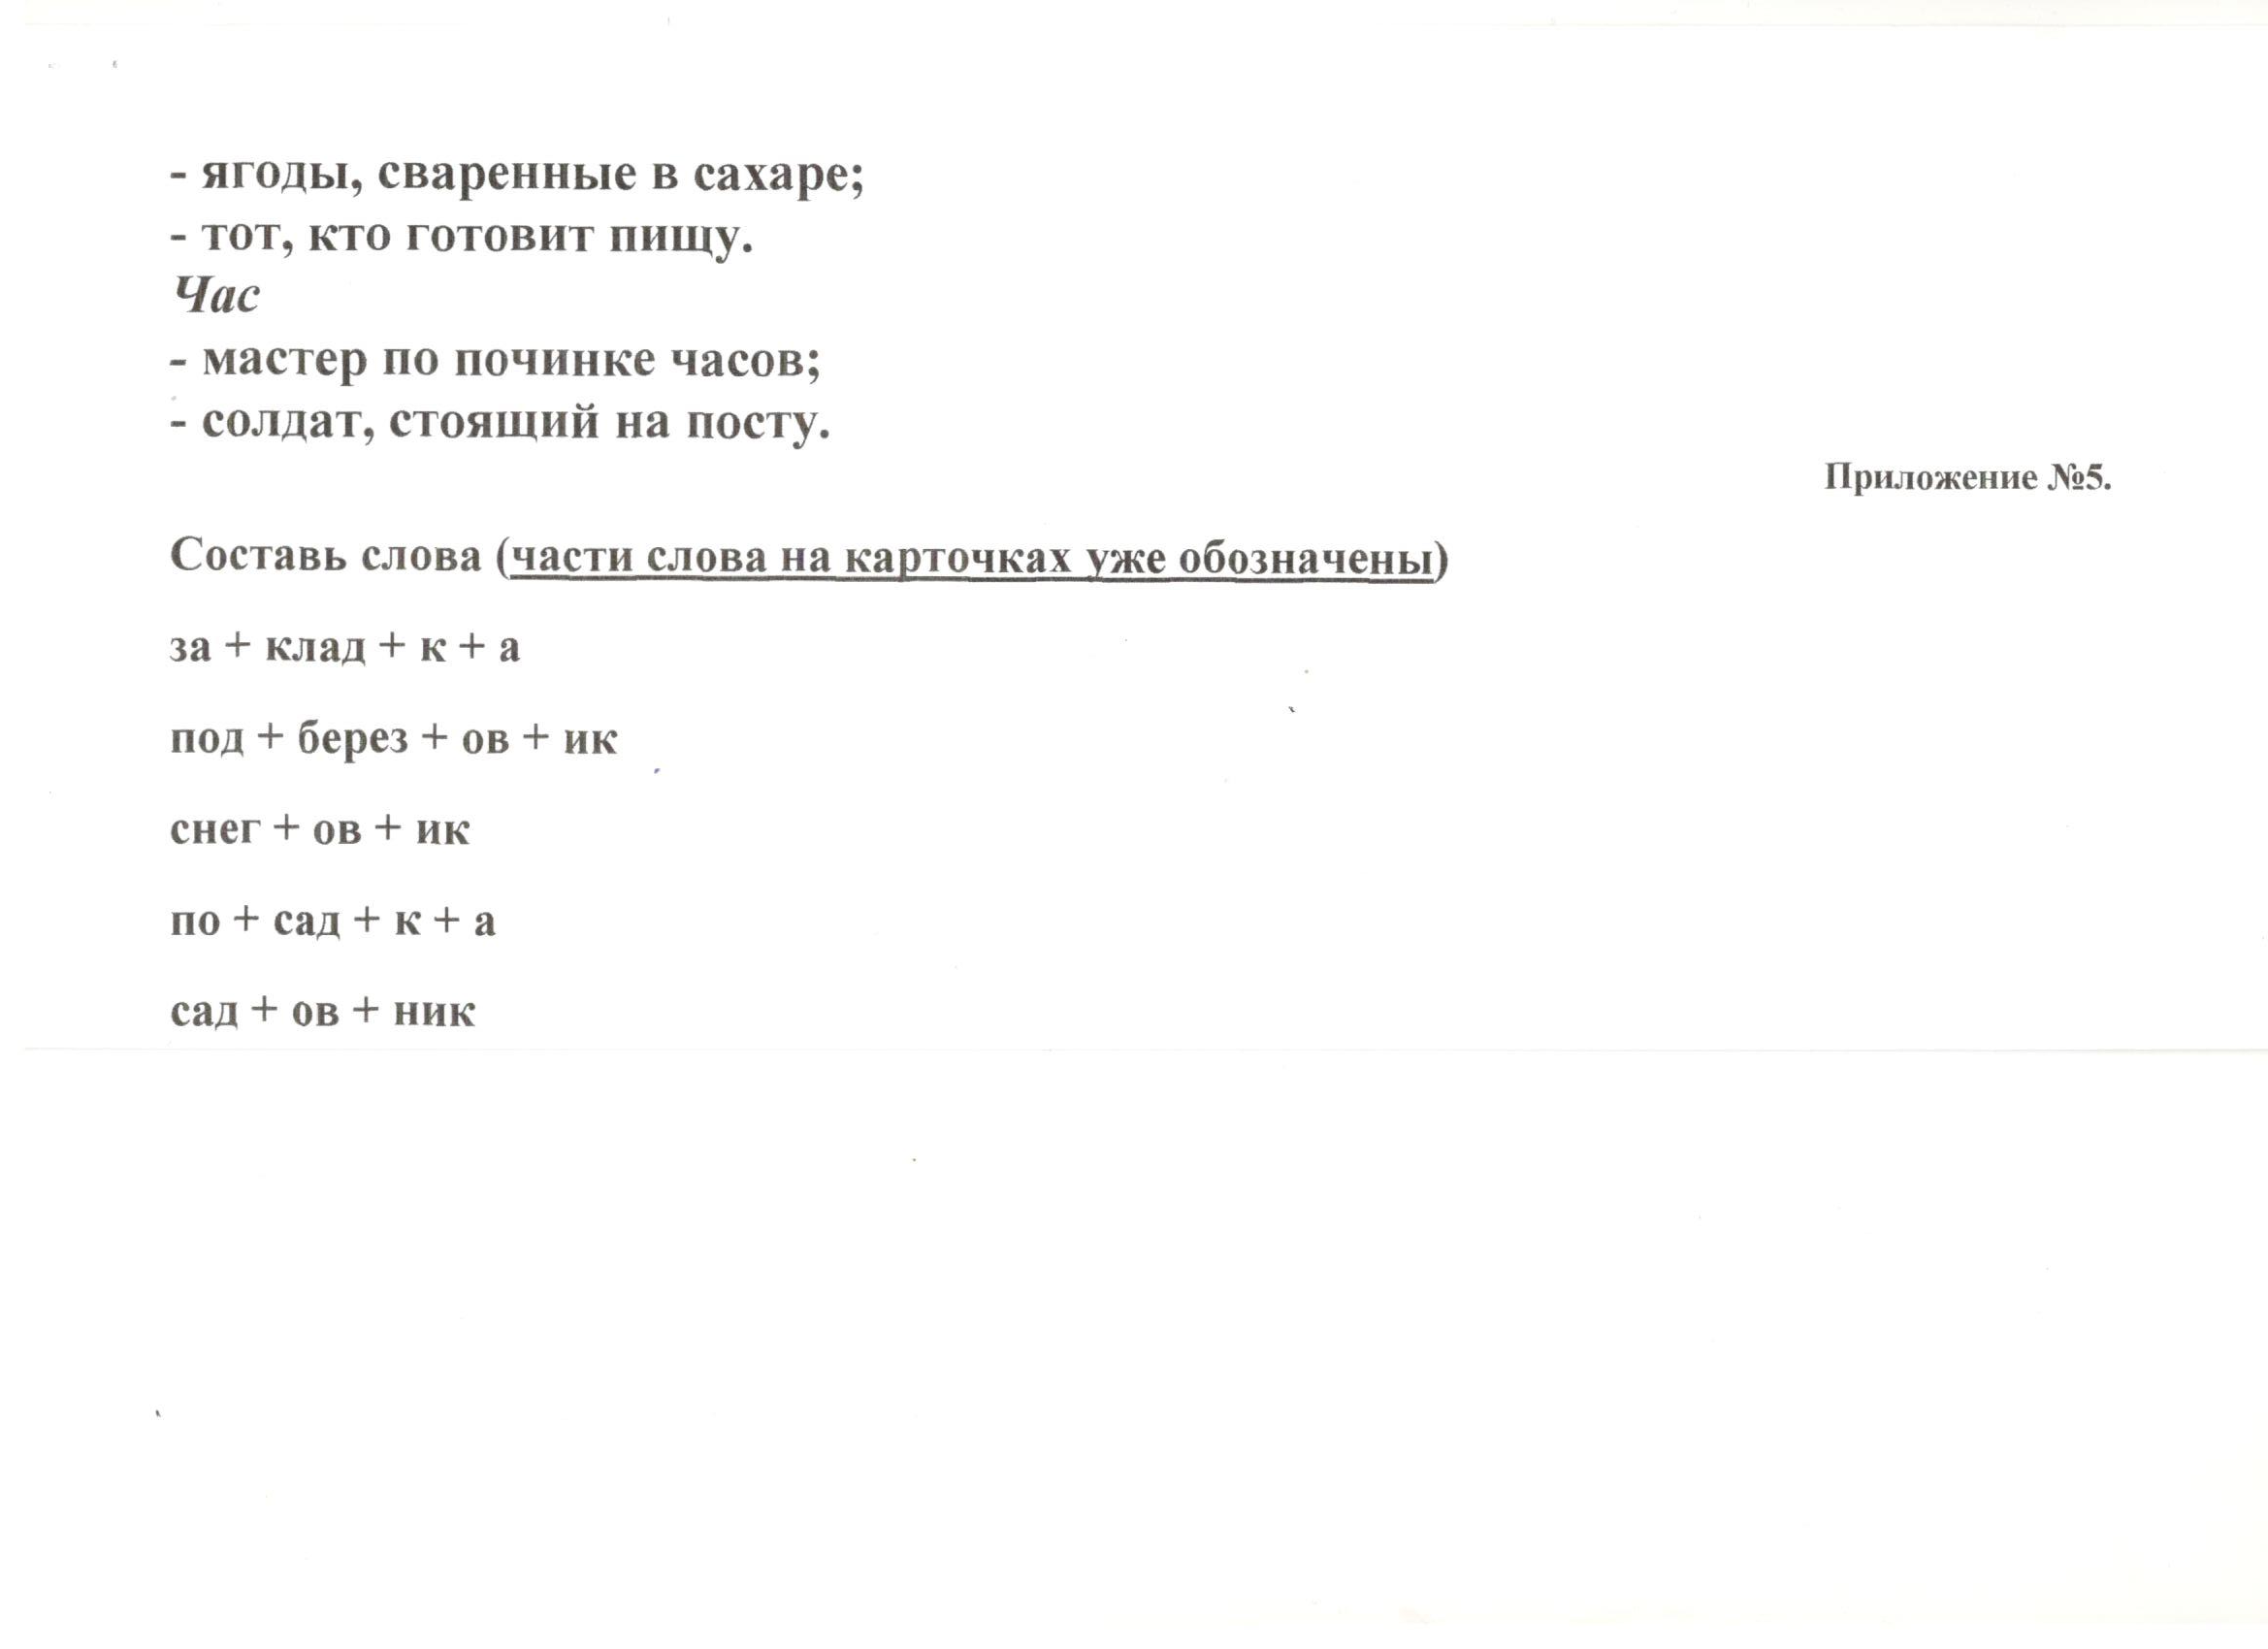 - ягоды, сваренные в сахаре;
- тот, кто готовит пищу.
Час
- мастер по починке часов;
- солдат, стоящий на посту.
Приложение №5.
Составь слова (части слова на карточках уже обозначены)
за + клад + к + а
под + берез + ов + ик
снег + ов + ик
по + сад + к + а
сад + ов + ник